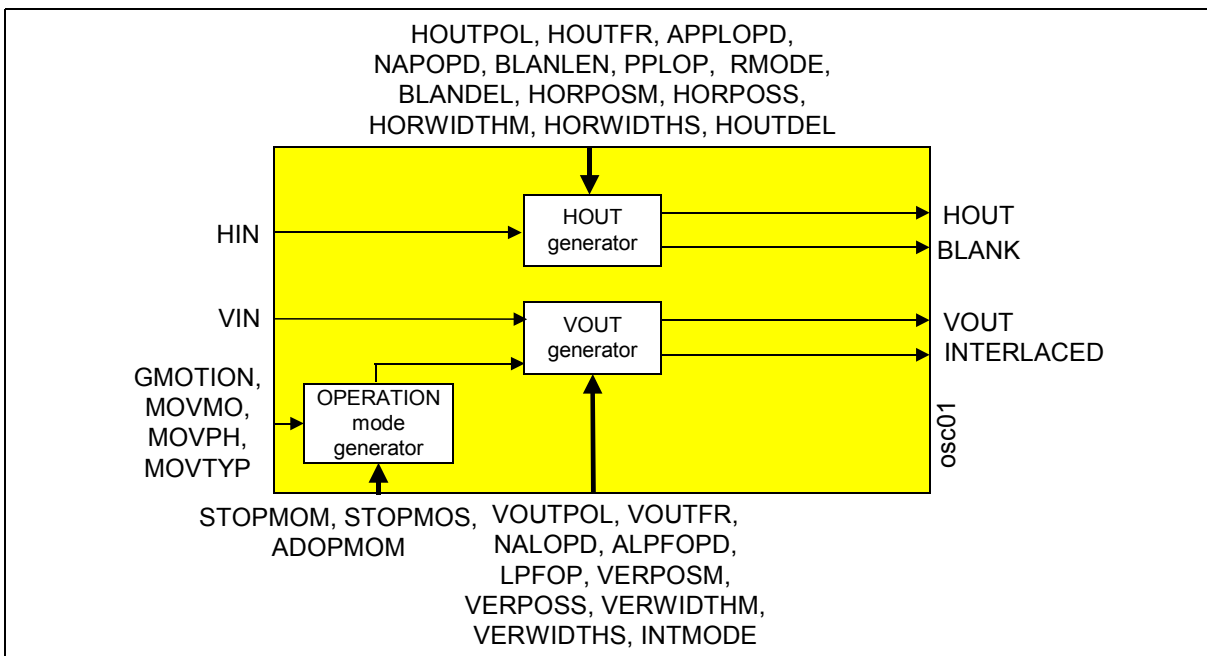 HOUTPOL, HOUTFR, APPLOPD,
NAPOPD, BLANLEN, PPLOP, RMODE,
BLANDEL, HORPOSM, HORPOSS,
HORWIDTHM, HORWIDTHS, HOUTDEL
HIN
HOUT
generator
HOUT
BLANK
VIN
VOUT
generator
VOUT
INTERLACED
GMOTION,
MOVMO,
MOVPH,
MOVTYP
OPERATION
mode
generator
osc01
STOPMOM, STOPMOS,
ADOPMOM
VOUTPOL, VOUTFR,
NALOPD, ALPFOPD,
LPFOP, VERPOSM,
VERPOSS, VERWIDTHM,
VERWIDTHS, INTMODE